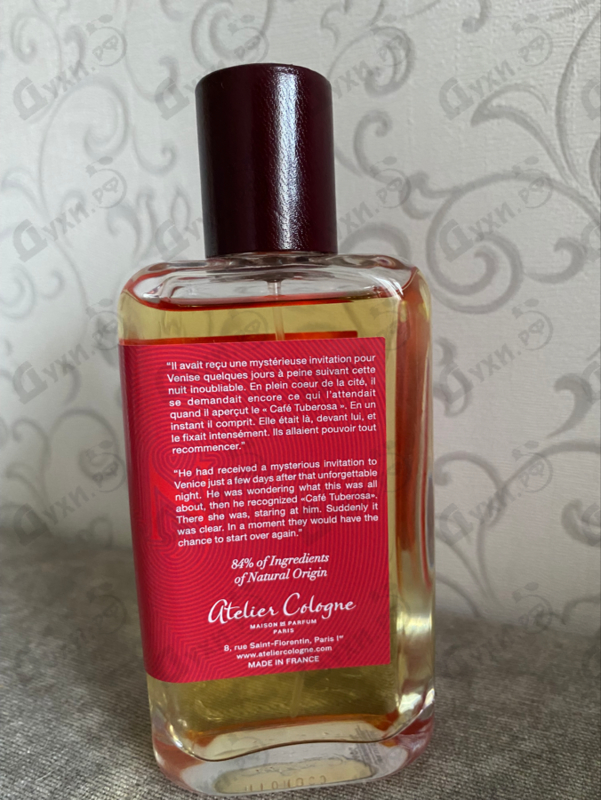 "Il avait reçu une mystérieuse invitation pour
Venise quelques jours à peine suivant cette
nuit inoubliable. En plein coeur de la cité, il
se demandait encore ce qui l'attendait
quand il aperçut le « Café Tuberosa ». En un
instant il comprit. Elle était là, devant lui, et
le fixait intensément. Ils allaient pouvoir tout
recommencer."
"He had received a mysterious invitation to
Venice just a few days after that unforgettable
night. He was wondering what this was all
about, then he recognized «Café Tuberosa».
There she was, staring at him. Suddenly it
was clear. In a moment they would have the
chance to start over again."
84% of Ingredients
of Natural Origin
Atelier Cologne
MAISON DE PARFUM
PARIS
8, rue Saint-Florentin, Paris Iᵉʳ
www.ateliercologne.com
MADE IN FRANCE
Духи.рф